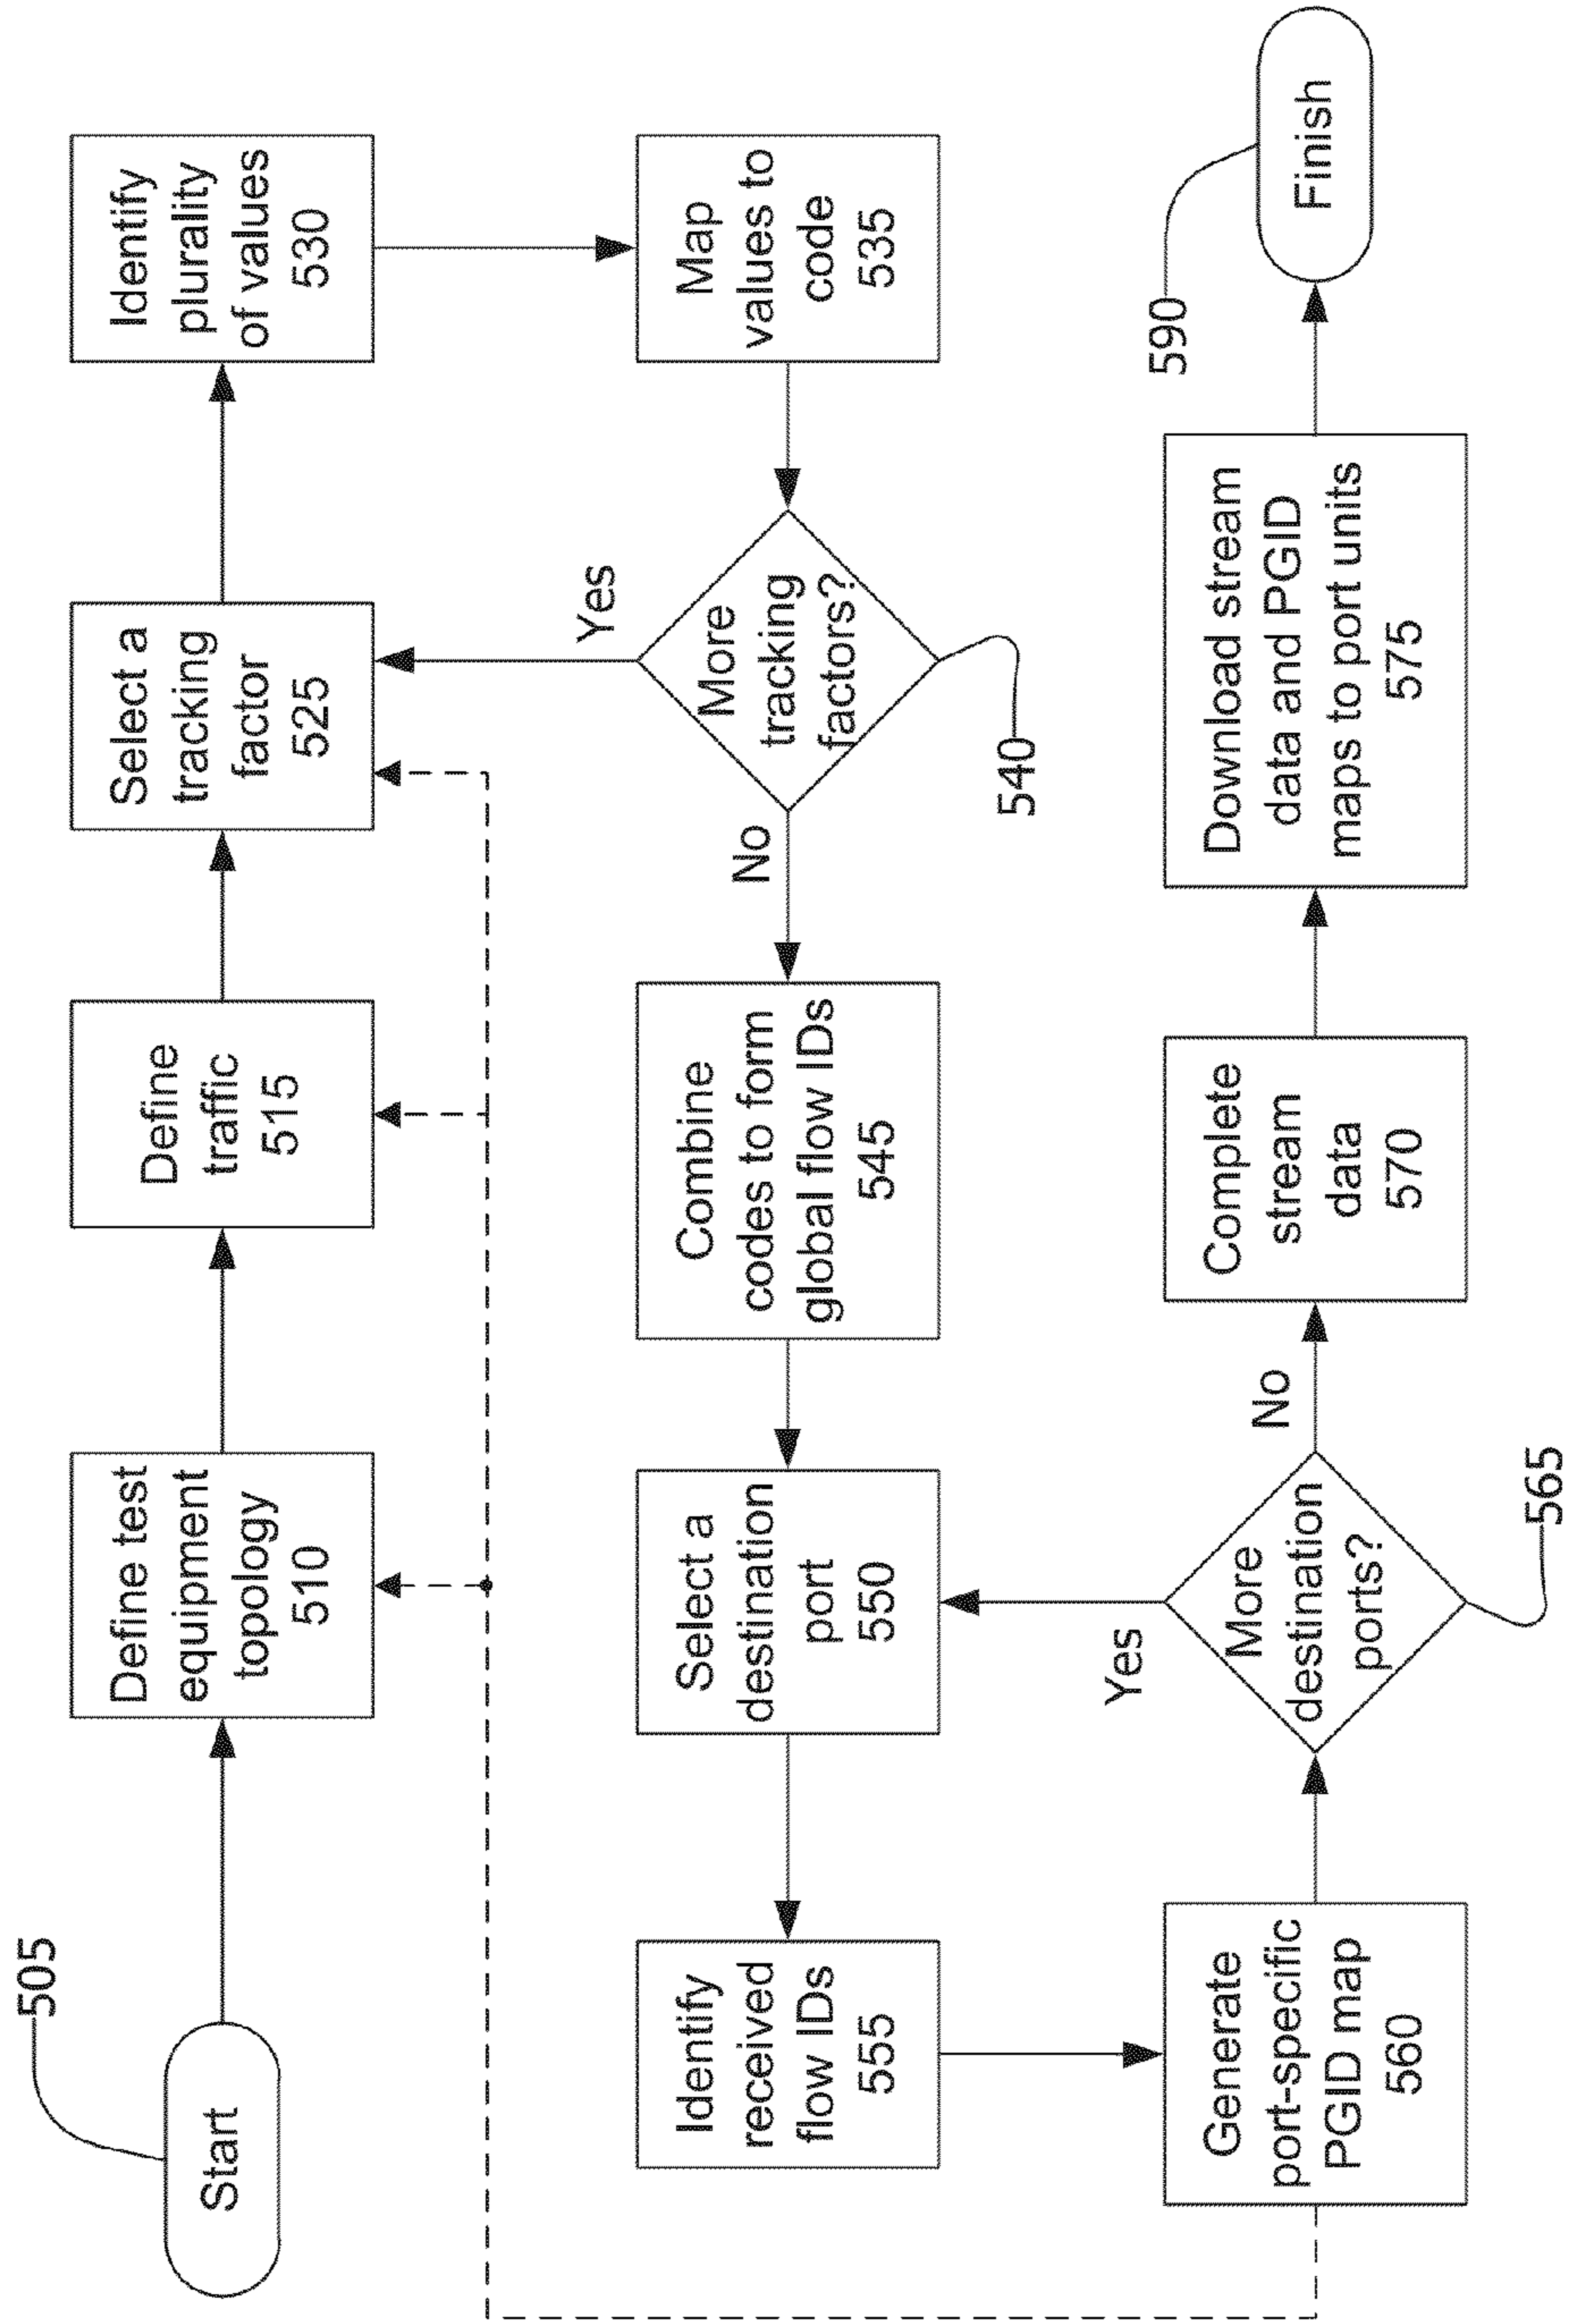 505
Start
Define test
equipment
topology
510
Define
traffic
515
Select a
tracking
factor
525
Identify
plurality
of values
530
Map
values to
code
535
Yes
More
tracking
factors?
540
No
Combine
codes to form
global flow IDs
545
Select a
destination
port
550
Identify
received
flow IDs
555
Generate
port-specific
PGID map
560
Yes
More
destination
ports?
565
No
Complete
stream
data
570
Download stream
data and PGID
maps to port units
575
590
Finish